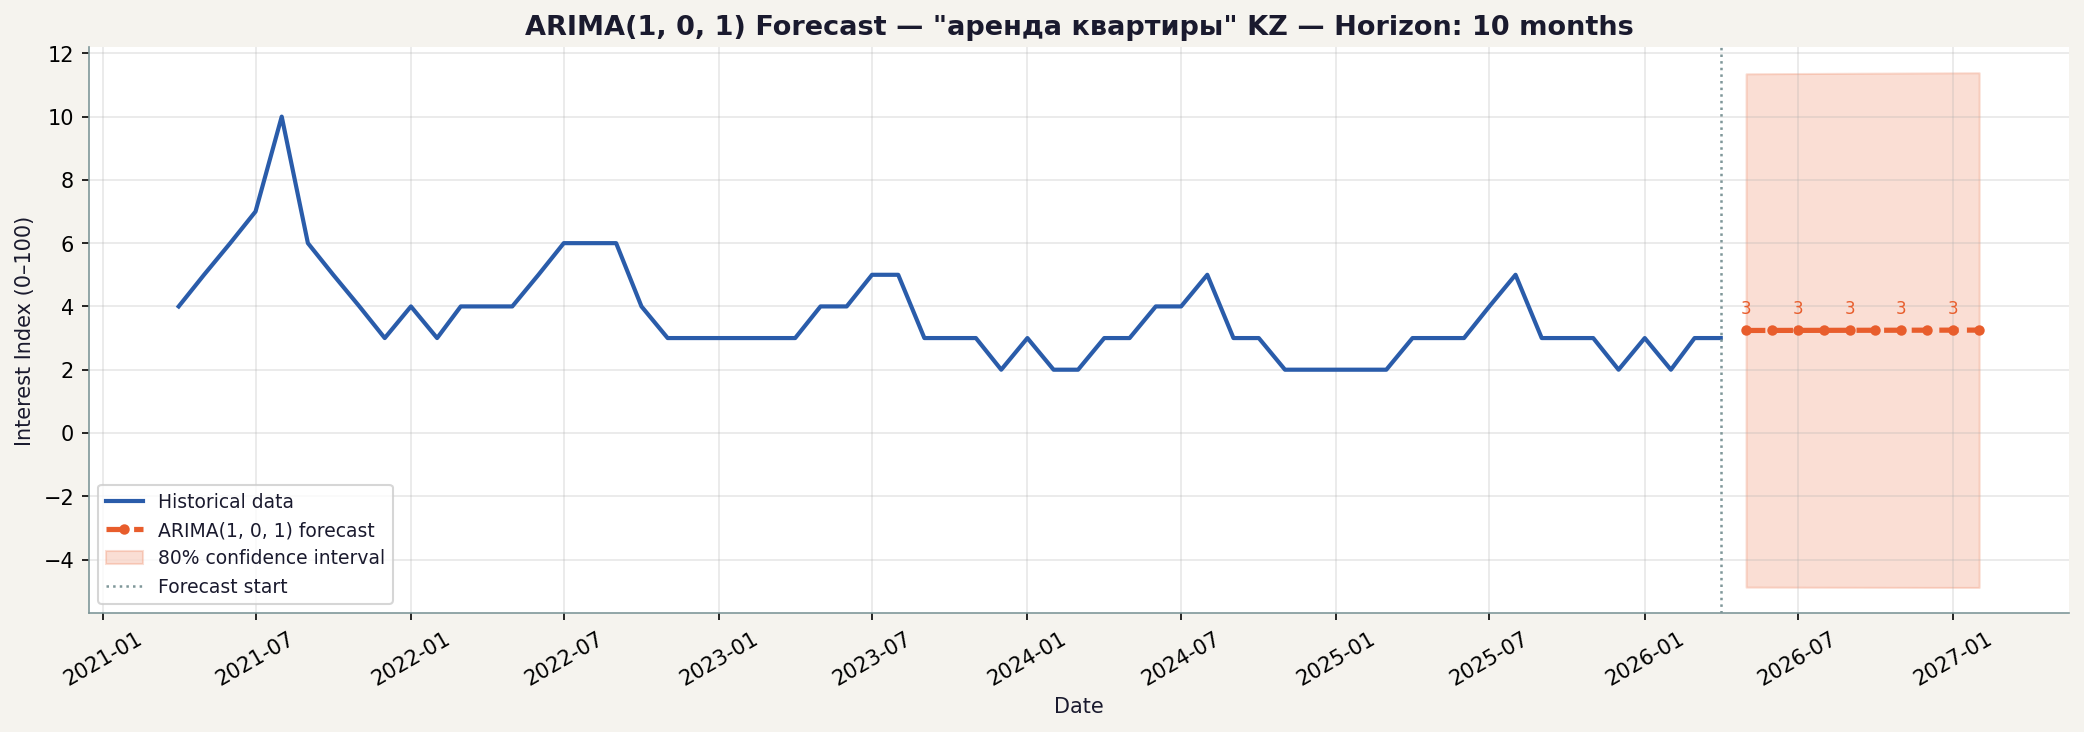 ARIMA(1, 0, 1) Forecast — "аренда квартиры" KZ — Horizon: 10 months
Interest Index (0–100)
12
10
8
6
4
2
0
−2
−4
3 3 3 3 3
Historical data
ARIMA(1, 0, 1) forecast
80% confidence interval
Forecast start
2021-01 2021-07 2022-01 2022-07 2023-01 2023-07 2024-01 2024-07 2025-01 2025-07 2026-01 2026-07 2027-01
Date